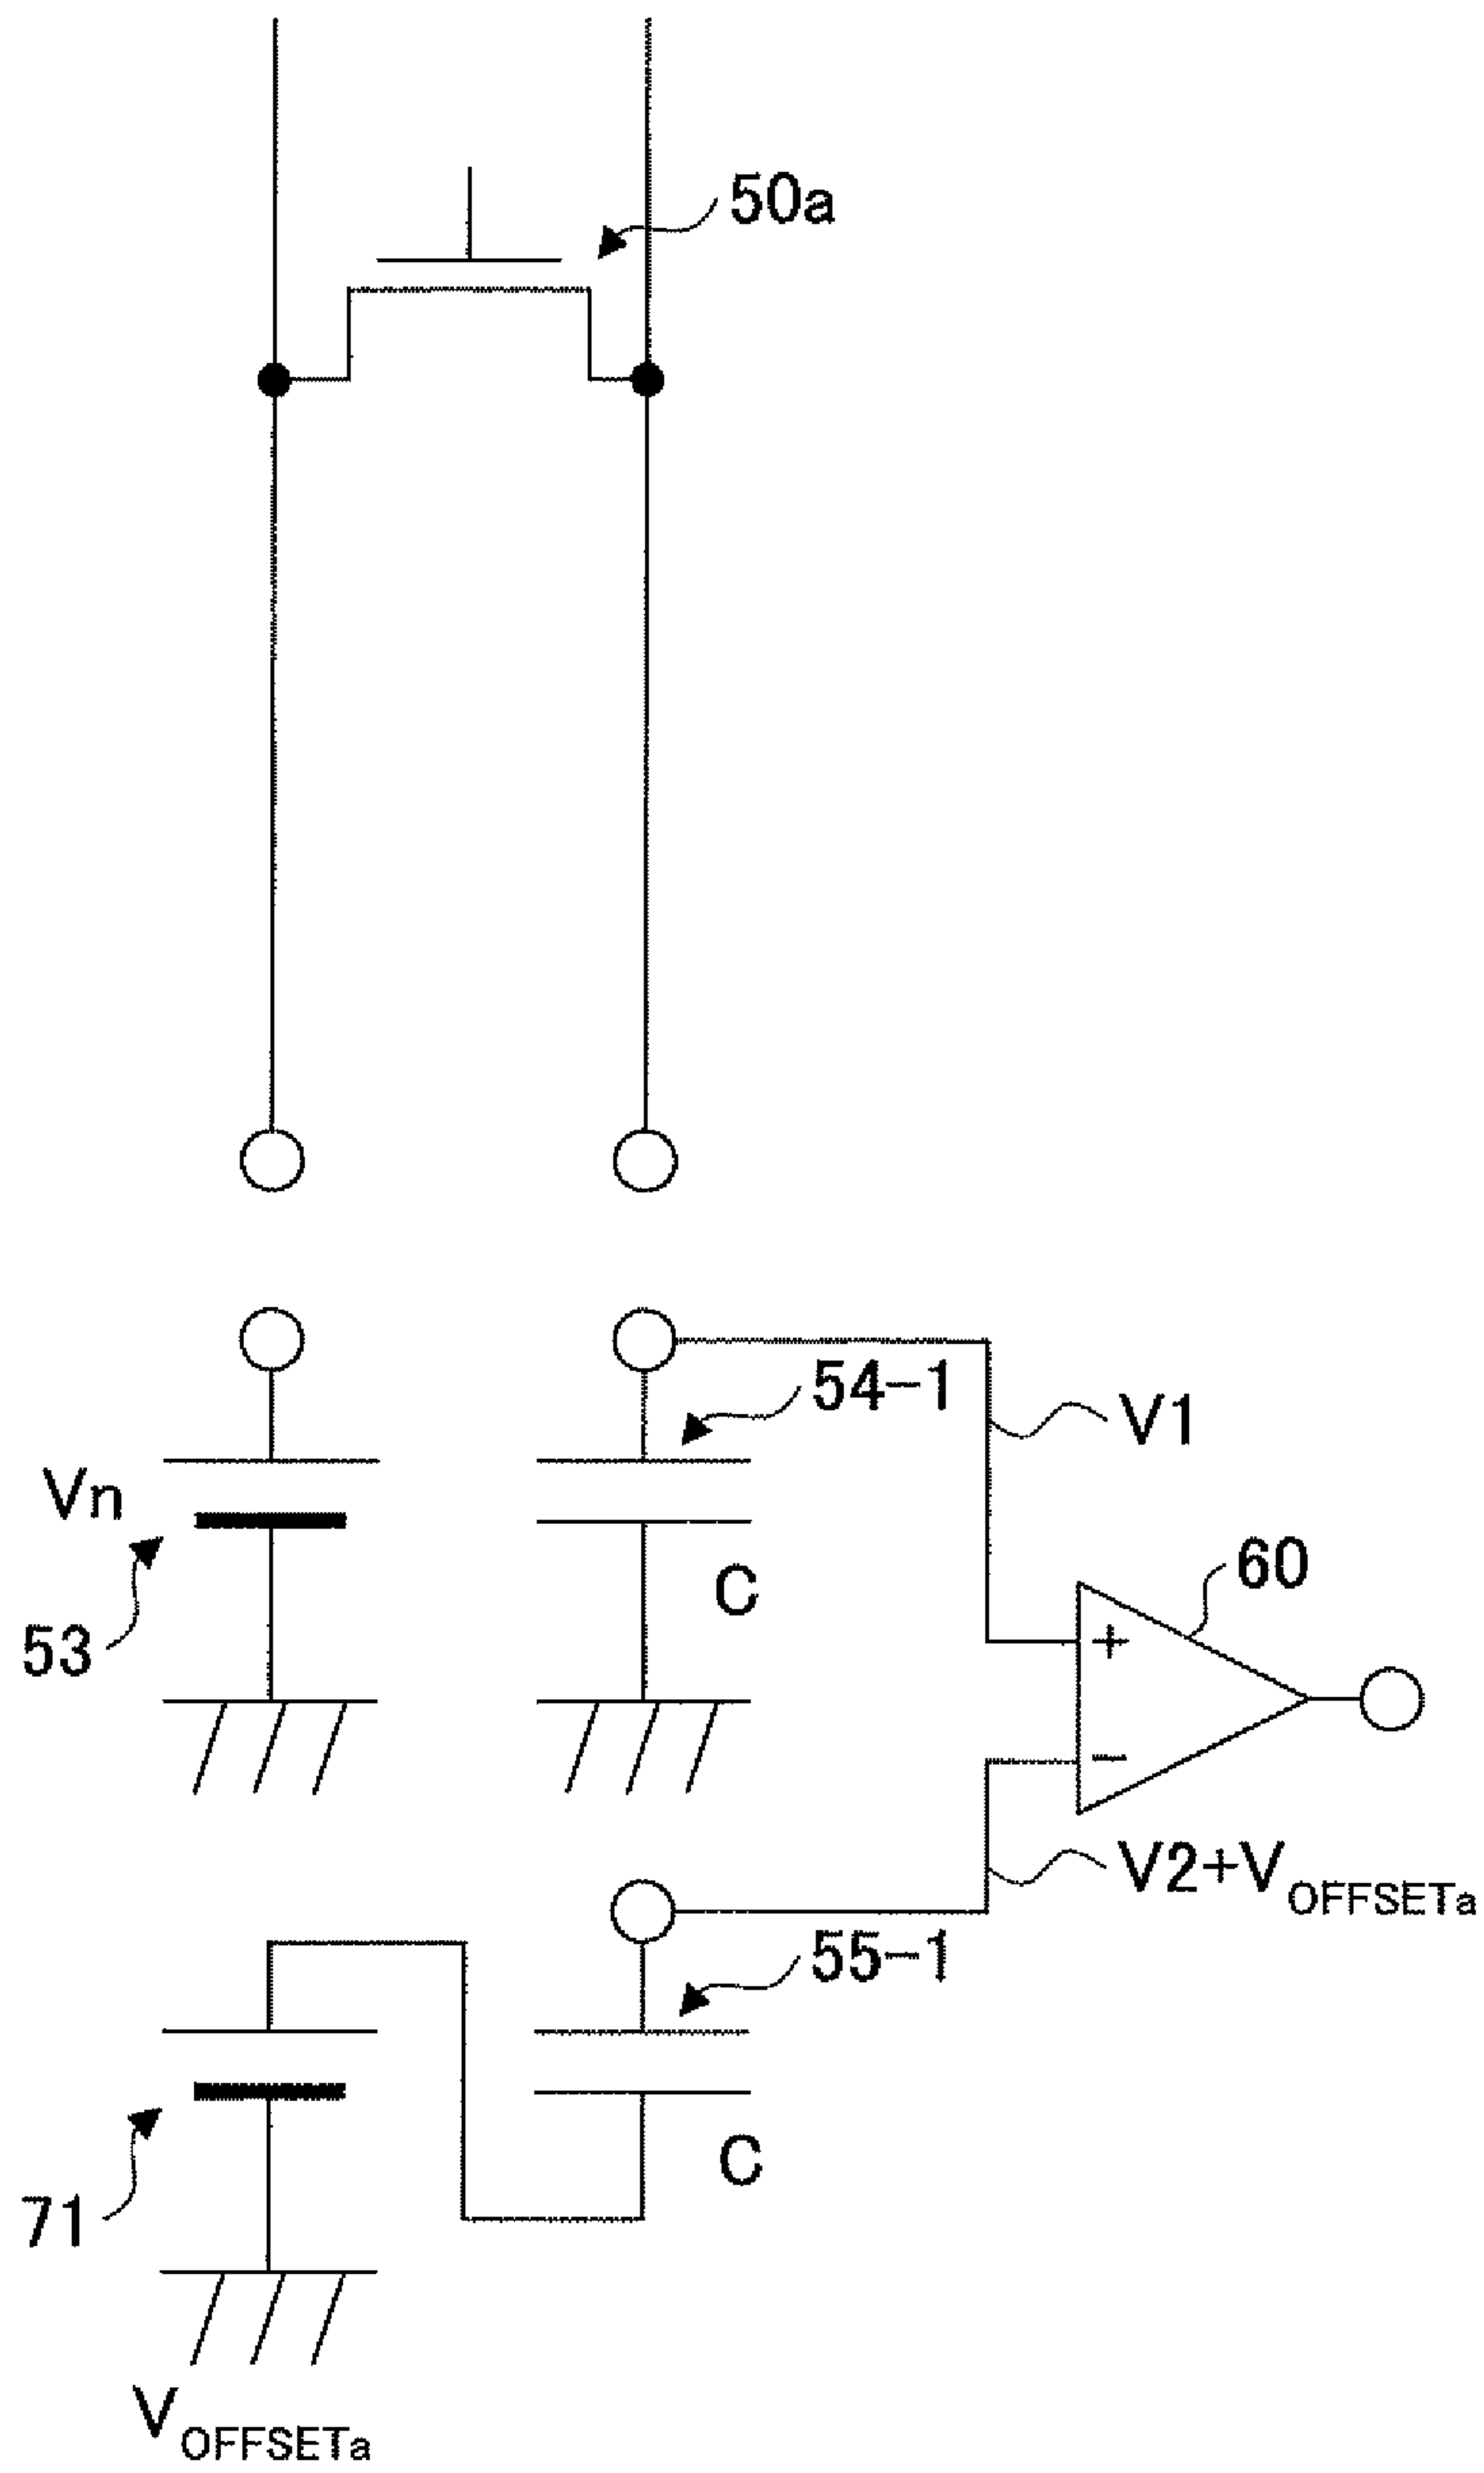 50a
54-1
V1
Vn
C
60
53
+
−
V2+VOFFSETa
55-1
C
71
VOFFSETa